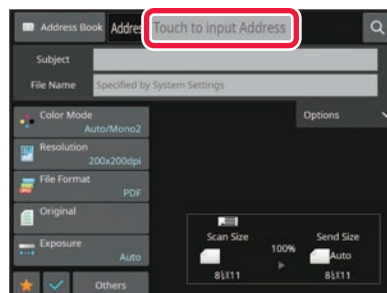 Address Book Addres Touch to input Address
Subject
File Name Specified by System Settings
Color Mode
Auto/Mono2
Options
Resolution
200x200dpi
File Format
PDF
Original
Scan Size 100% Send Size
Auto
Exposure
Auto
8½X11 8½X11
Others